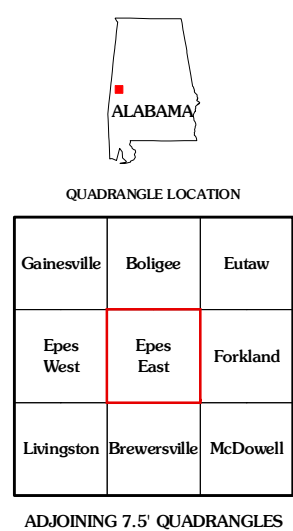 ALABAMA
QUADRANGLE LOCATION
Gainesville Boligee Eutaw
Epes West Epes East Forkland
Livingston Brewersville McDowell
ADJOINING 7.5' QUADRANGLES